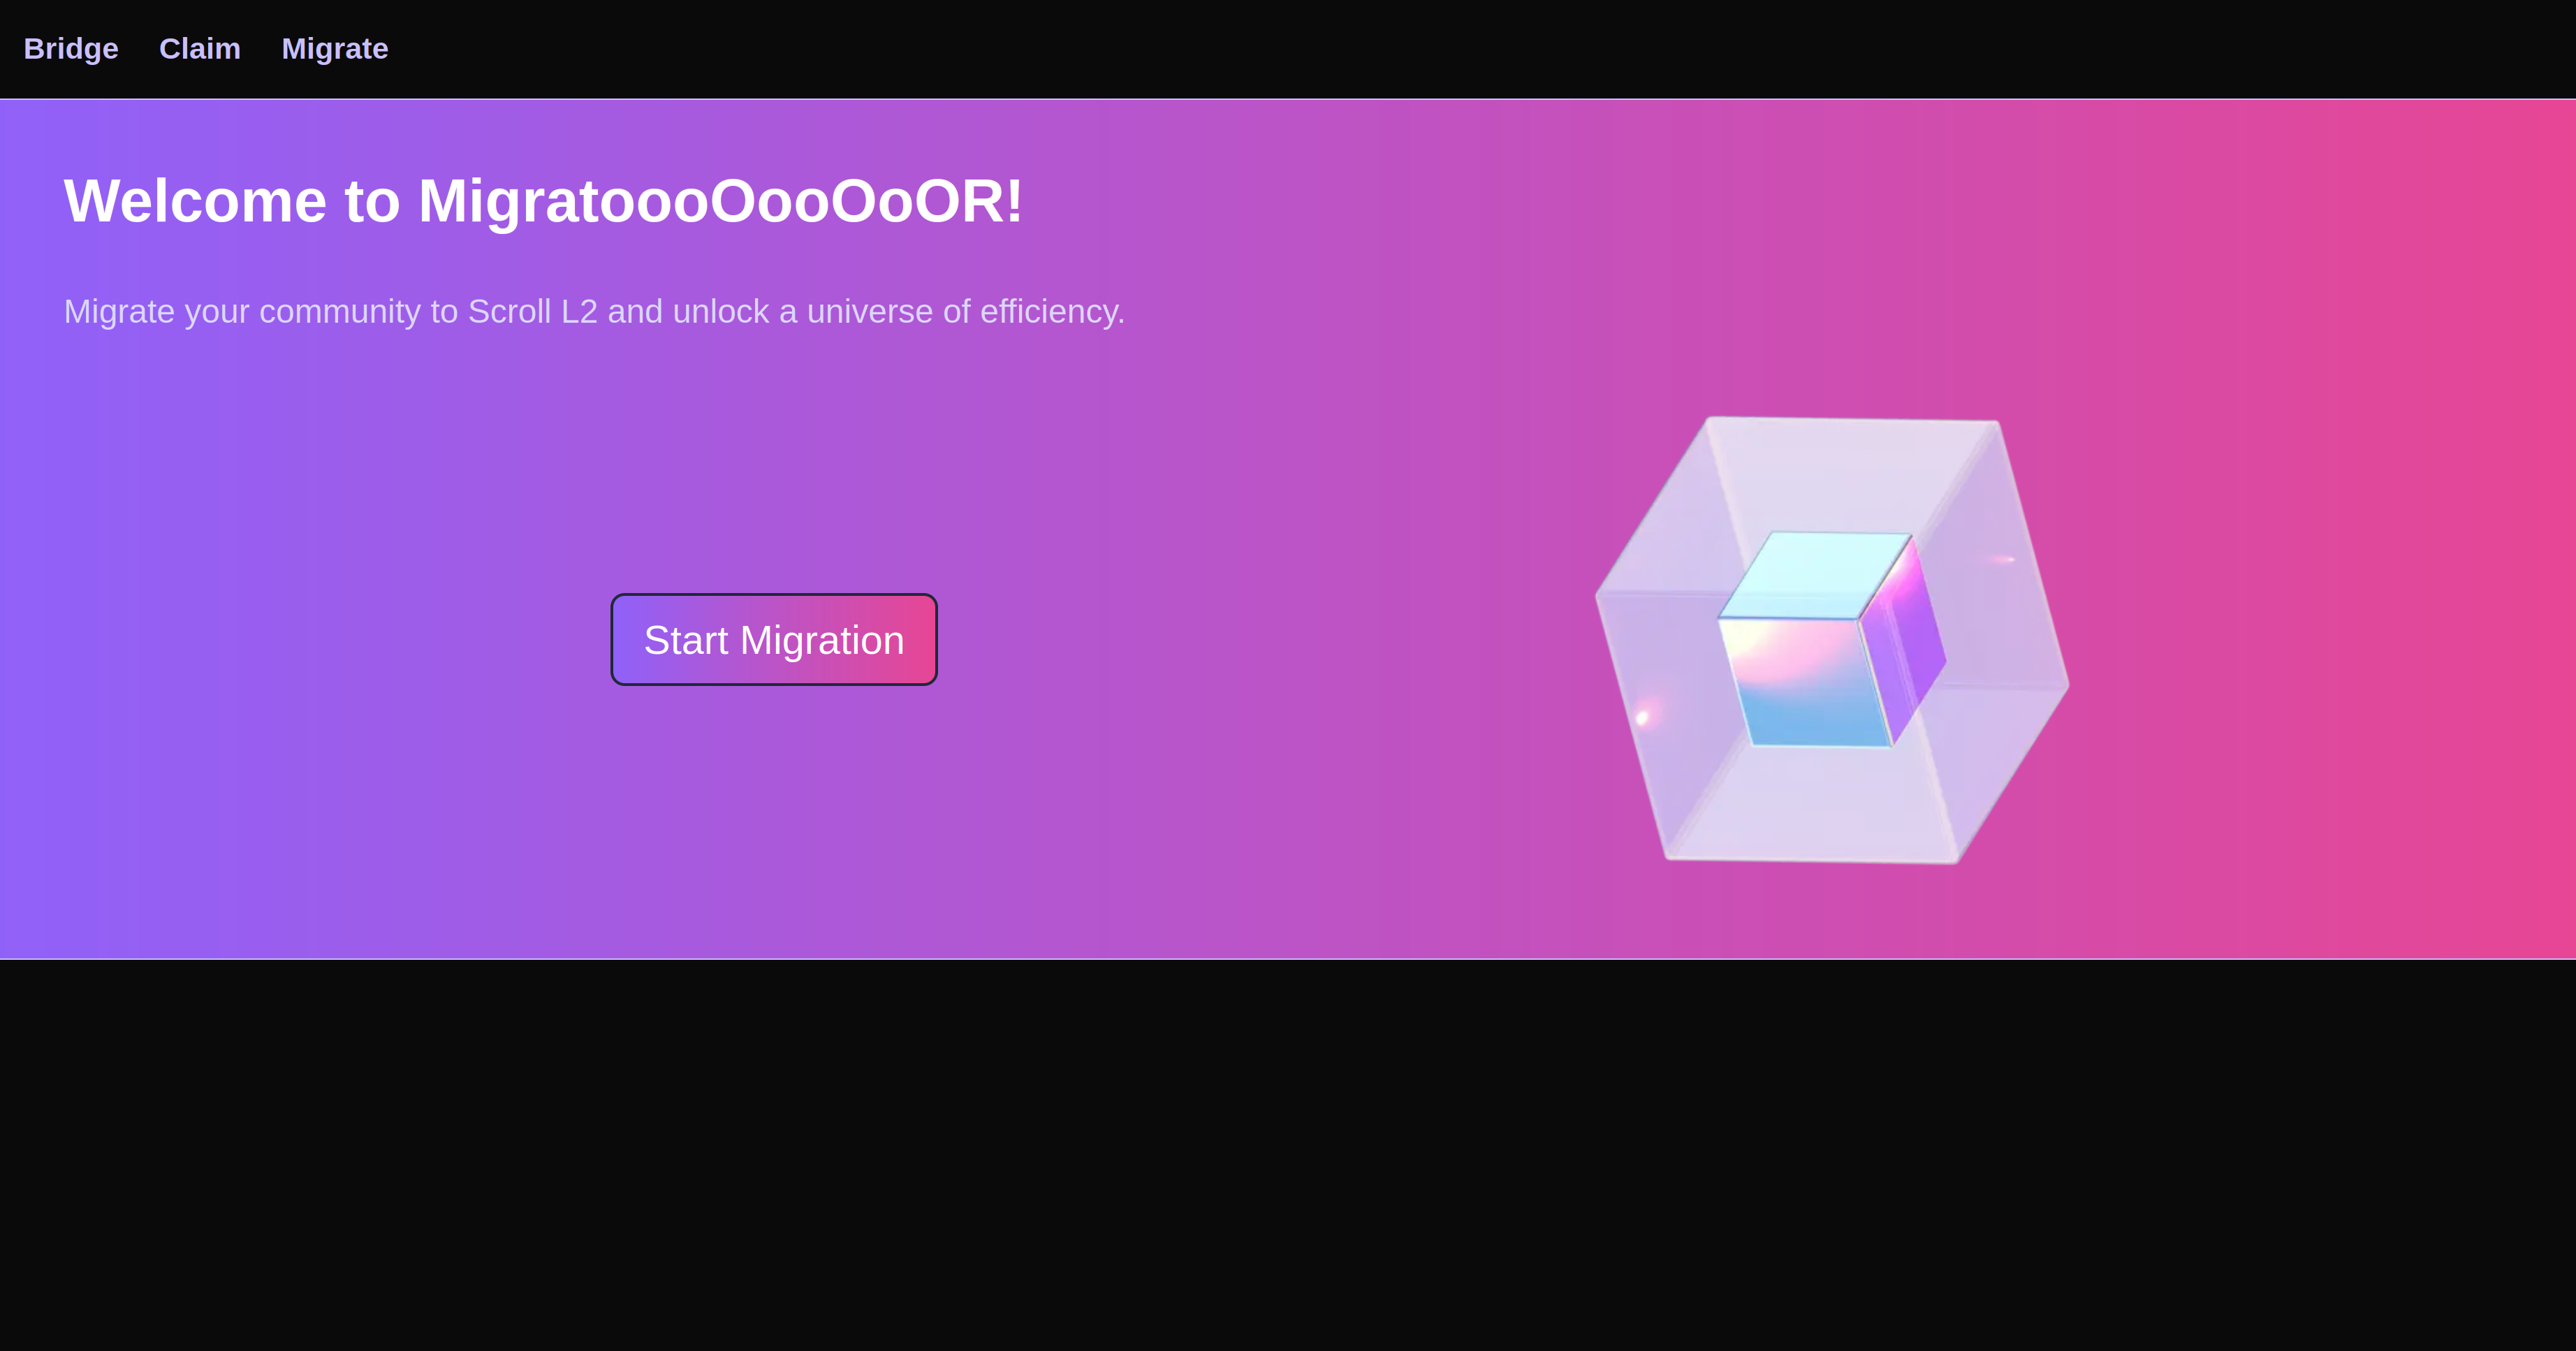 Bridge Claim Migrate
Welcome to MigratoooOooOoOR!
Migrate your community to Scroll L2 and unlock a universe of efficiency.
Start Migration